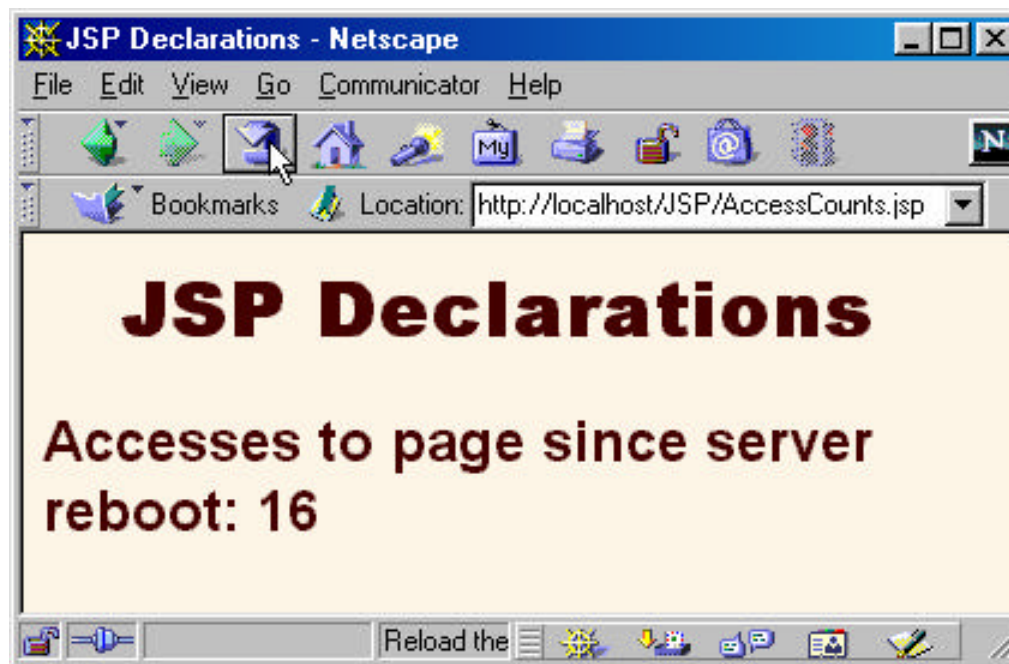 JSP Declarations - Netscape
File Edit View Go Communicator Help
My
N
Bookmarks Location: http://localhost/JSP/AccessCounts.jsp
JSP Declarations
Accesses to page since server
reboot: 16
Reload the